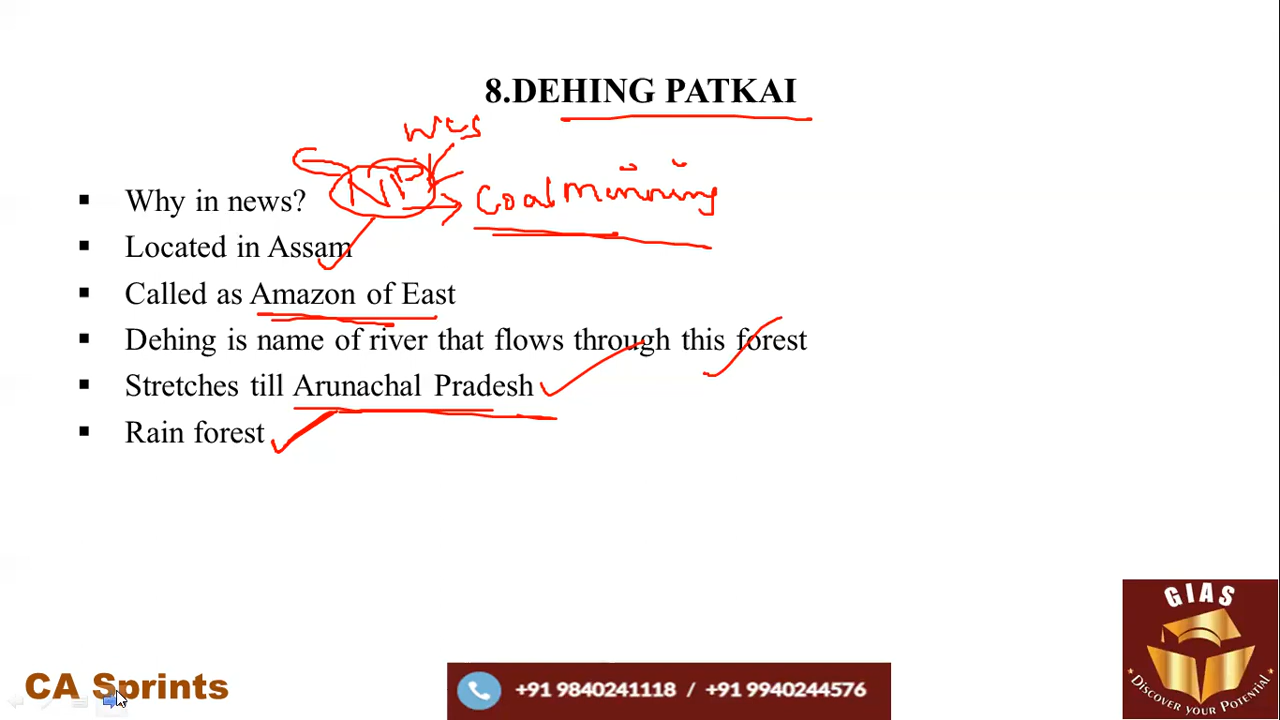 8.DEHING PATKAI
WLS
NP
Why in news?
Coal Minning
Located in Assam
Called as Amazon of East
Dehing is name of river that flows through this forest
Stretches till Arunachal Pradesh
Rain forest
GIAS
DISCOVER YOUR POTENTIAL
CA Sprints
+91 9840241118 / +91 9940244576